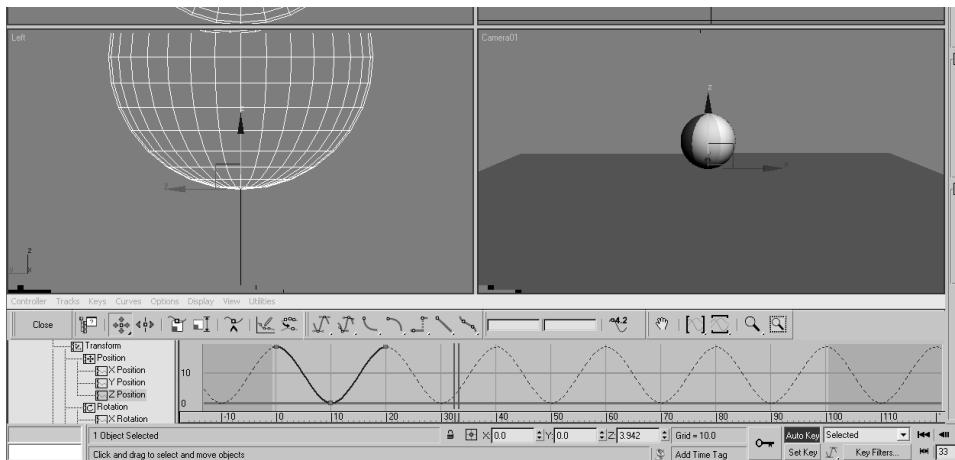 Left
Camera01
z
z
x
z
z
y
x
Controller Tracks Keys Curves Options Display View Utilities
Close
4.2
Transform
Position
X Position
Y Position
Z Position
Rotation
X Rotation
10
0
-10 0 10 20 30 40 50 60 70 80 90 100 110
1 Object Selected X: 0.0 Y: 0.0 Z: 3.942 Grid = 10.0 Auto Key Selected
Click and drag to select and move objects Add Time Tag Set Key Key Filters... 33